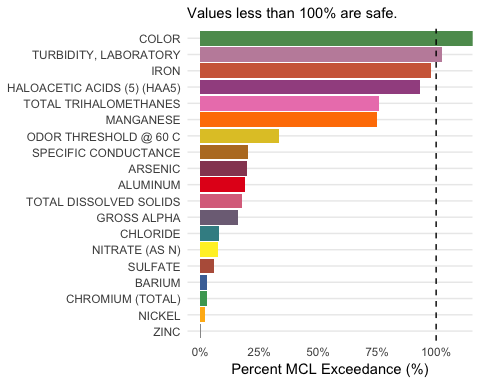 Values less than 100% are safe.
COLOR
TURBIDITY, LABORATORY
IRON
HALOACETIC ACIDS (5) (HAA5)
TOTAL TRIHALOMETHANES
MANGANESE
ODOR THRESHOLD @ 60 C
SPECIFIC CONDUCTANCE
ARSENIC
ALUMINUM
TOTAL DISSOLVED SOLIDS
GROSS ALPHA
CHLORIDE
NITRATE (AS N)
SULFATE
BARIUM
CHROMIUM (TOTAL)
NICKEL
ZINC
0% 25% 50% 75% 100%
Percent MCL Exceedance (%)